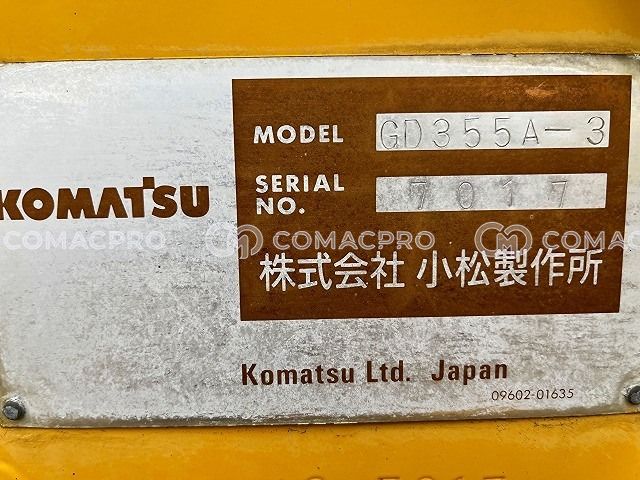 MODEL GD355A-3
SERIAL NO. 7017
KOMATSU
COMACPRO COMACPRO COMACPRO
株式会社 小松製作所
Komatsu Ltd. Japan
09602-01635